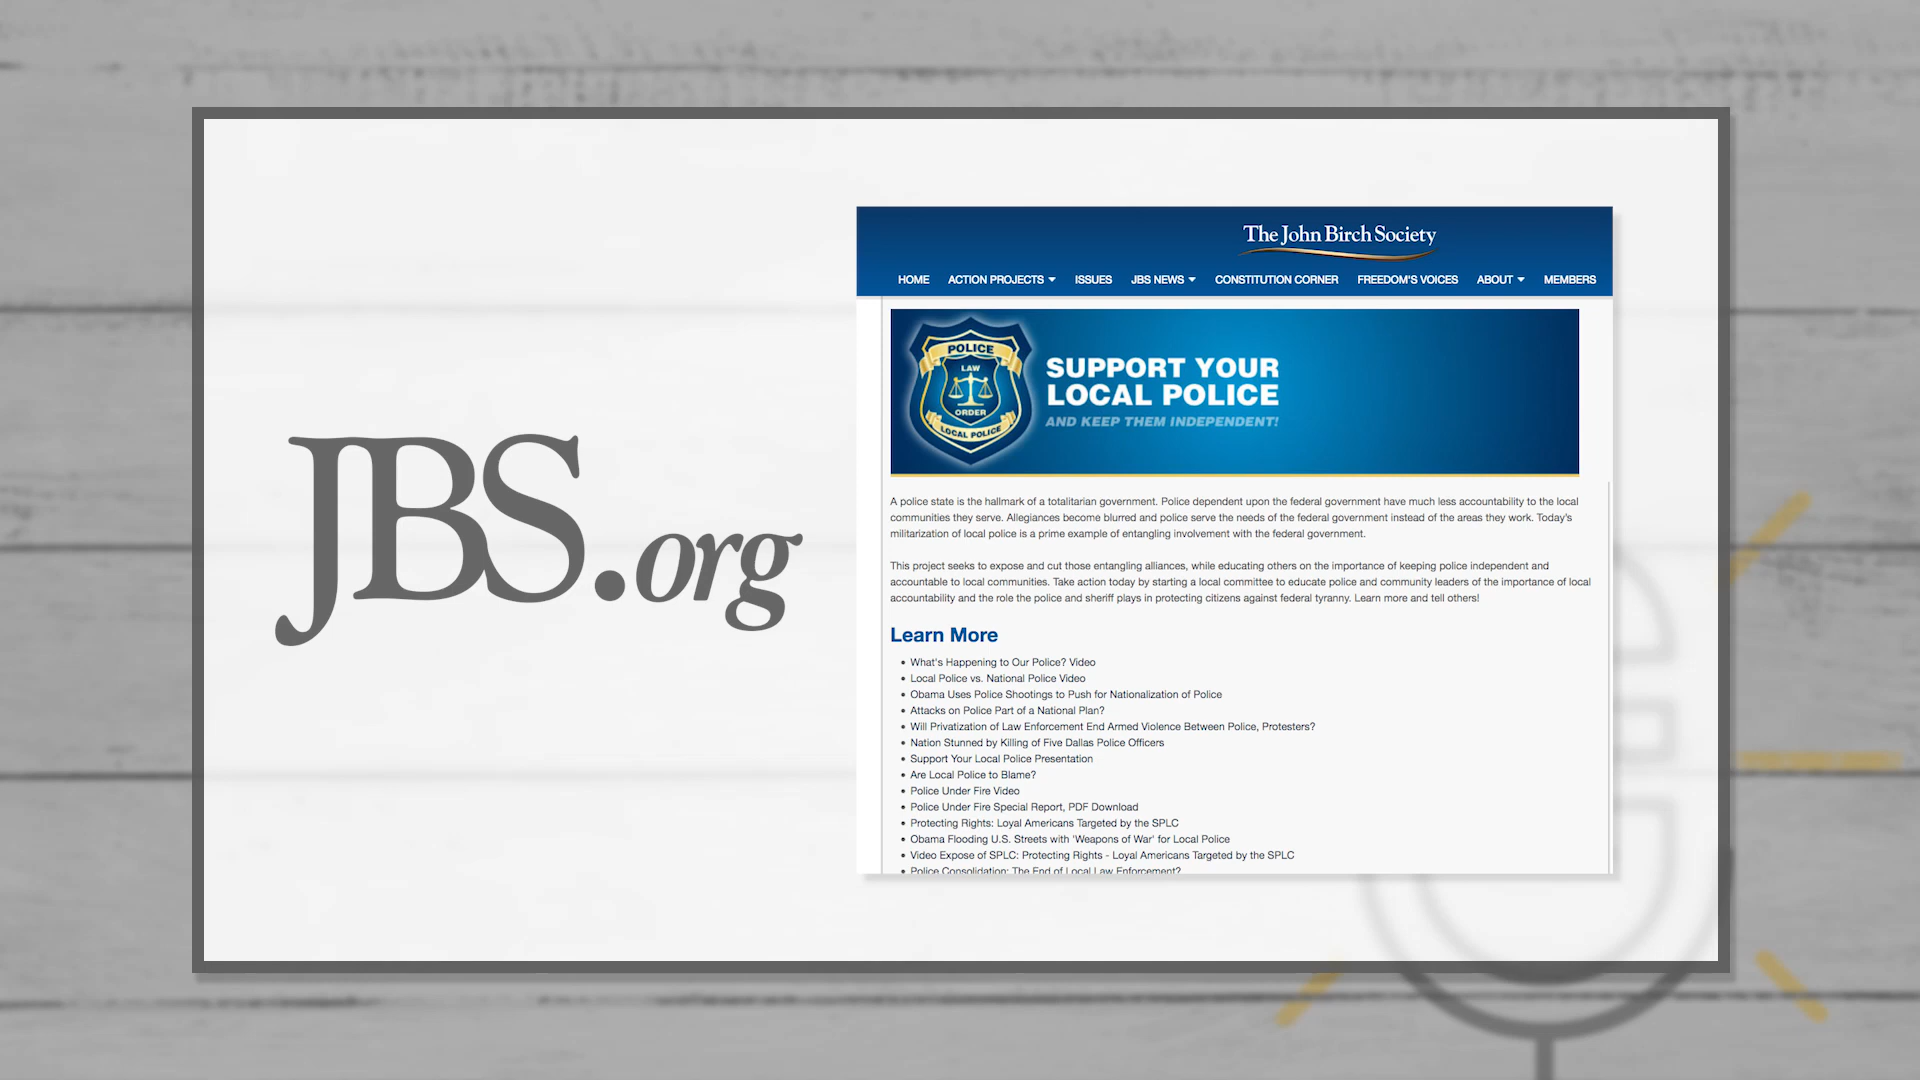 JBS.org
The John Birch Society
HOME ACTION PROJECTS ISSUES JBS NEWS CONSTITUTION CORNER FREEDOM'S VOICES ABOUT MEMBERS
POLICE
LAW
ORDER
LOCAL POLICE
SUPPORT YOUR
LOCAL POLICE
AND KEEP THEM INDEPENDENT!
A police state is the hallmark of a totalitarian government. Police dependent upon the federal government have much less accountability to the local
communities they serve. Allegiances become blurred and police serve the needs of the federal government instead of the areas they work. Today's
militarization of local police is a prime example of entangling involvement with the federal government.
This project seeks to expose and cut those entangling alliances, while educating others on the importance of keeping police independent and
accountable to local communities. Take action today by starting a local committee to educate police and community leaders of the importance of local
accountability and the role the police and sheriff plays in protecting citizens against federal tyranny. Learn more and tell others!
Learn More
• What's Happening to Our Police? Video
• Local Police vs. National Police Video
• Obama Uses Police Shootings to Push for Nationalization of Police
• Attacks on Police Part of a National Plan?
• Will Privatization of Law Enforcement End Armed Violence Between Police, Protesters?
• Nation Stunned by Killing of Five Dallas Police Officers
• Support Your Local Police Presentation
• Are Local Police to Blame?
• Police Under Fire Video
• Police Under Fire Special Report, PDF Download
• Protecting Rights: Loyal Americans Targeted by the SPLC
• Obama Flooding U.S. Streets with 'Weapons of War' for Local Police
• Video Expose of SPLC: Protecting Rights - Loyal Americans Targeted by the SPLC
• Police Consolidation: The End of Local Law Enforcement?